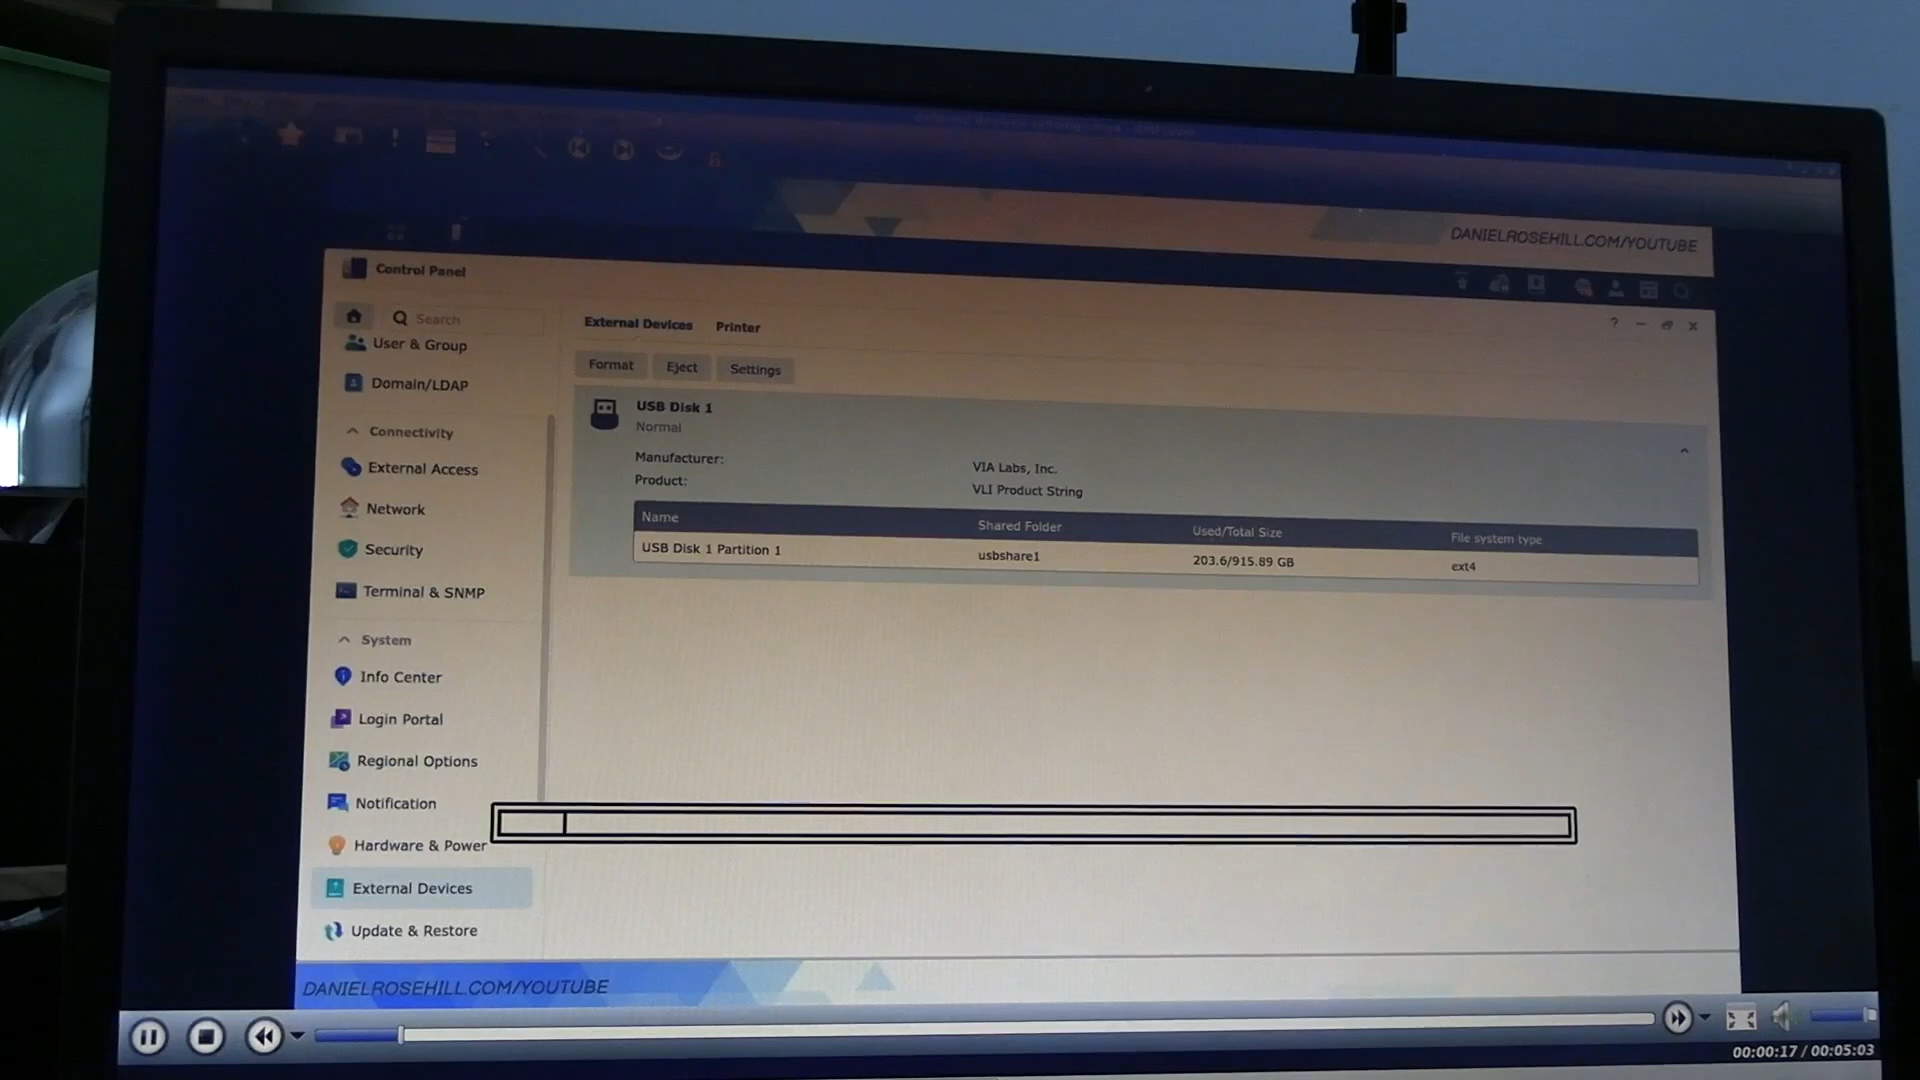 DANIELROSEHILL.COM/YOUTUBE
Control Panel
Search
User & Group
Domain/LDAP
Connectivity
External Access
Network
Security
Terminal & SNMP
System
Info Center
Login Portal
Regional Options
Notification
Hardware & Power
External Devices
Update & Restore
External Devices Printer
Format Eject Settings
USB Disk 1
Normal
Manufacturer: VIA Labs, Inc.
Product: VLI Product String
Name Shared Folder Used/Total Size File system type
USB Disk 1 Partition 1 usbshare1 203.6/915.89 GB ext4
DANIELROSEHILL.COM/YOUTUBE
00:00:17 / 00:05:03